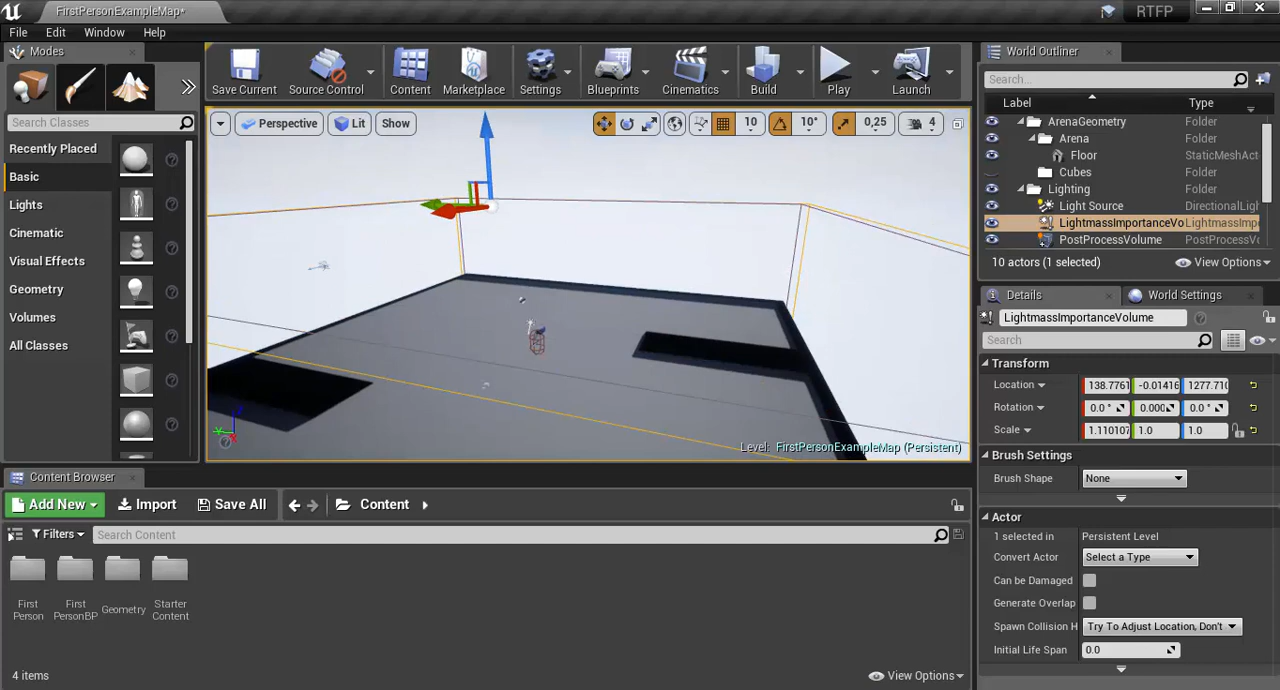 FirstPersonExampleMap*
RTFP
File Edit Window Help
Modes
Search Classes
Recently Placed
Basic
Lights
Cinematic
Visual Effects
Geometry
Volumes
All Classes
Save Current
Source Control
Content
Marketplace
Settings
Blueprints
Cinematics
Build
Play
Launch
Perspective
Lit
Show
10
10°
0,25
4
Level: FirstPersonExampleMap (Persistent)
World Outliner
Search...
Label Type
ArenaGeometry Folder
Arena Folder
Floor StaticMeshAct
Cubes Folder
Lighting Folder
Light Source DirectionalLigh
LightmassImportanceVo LightmassImp
PostProcessVolume PostProcessVo
10 actors (1 selected) View Options
Details
World Settings
LightmassImportanceVolume
Search
Transform
Location 138.7761 -0.01416 1277.710
Rotation 0.0 ° 0.000 0.0 °
Scale 1.110107 1.0 1.0
Brush Settings
Brush Shape None
Actor
1 selected in Persistent Level
Convert Actor Select a Type
Can be Damaged
Generate Overlap
Spawn Collision H Try To Adjust Location, Don't
Initial Life Span 0.0
Content Browser
Add New Import Save All Content
Filters Search Content
First Person
First PersonBP
Geometry
Starter Content
4 items View Options